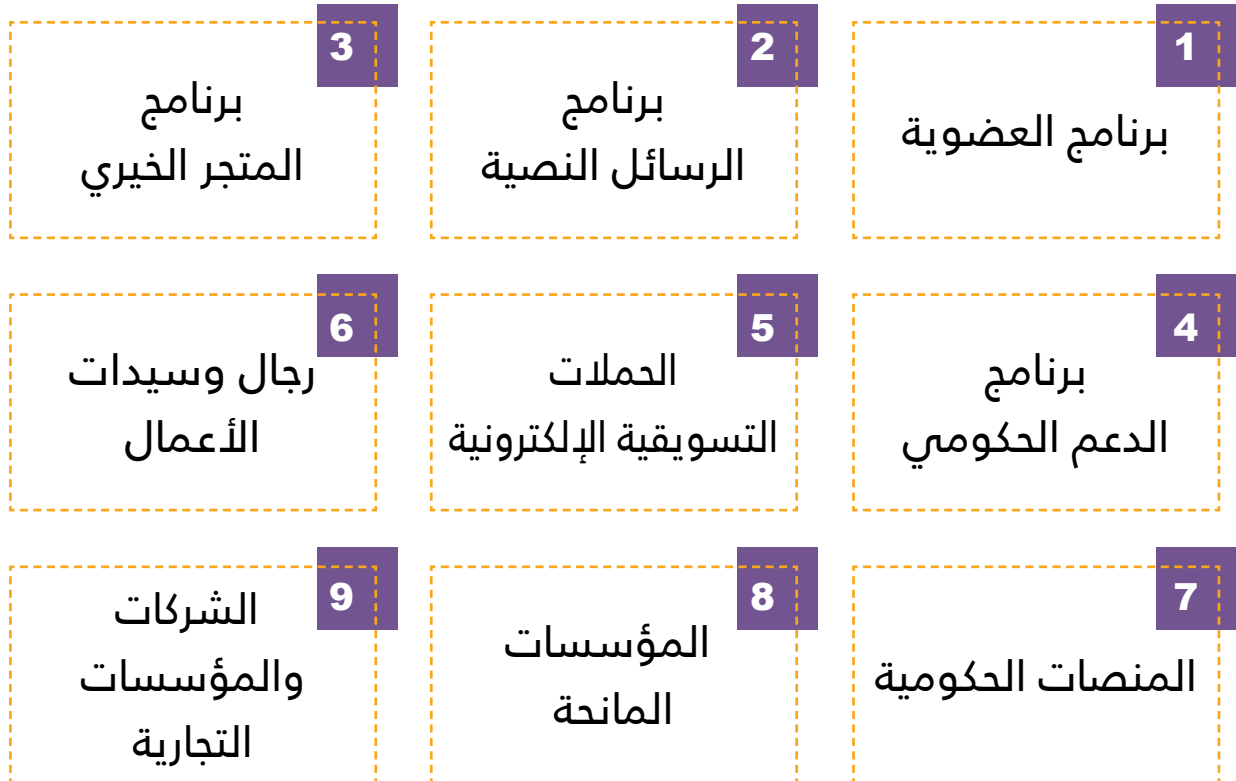 1
برنامج العضوية
2
برنامج
الرسائل النصية
3
برنامج
المتجر الخيري
4
برنامج
الدعم الحكومي
5
الحملات
التسويقية الإلكترونية
6
رجال وسيدات
الأعمال
7
المنصات الحكومية
8
المؤسسات
المانحة
9
الشركات
والمؤسسات
التجارية